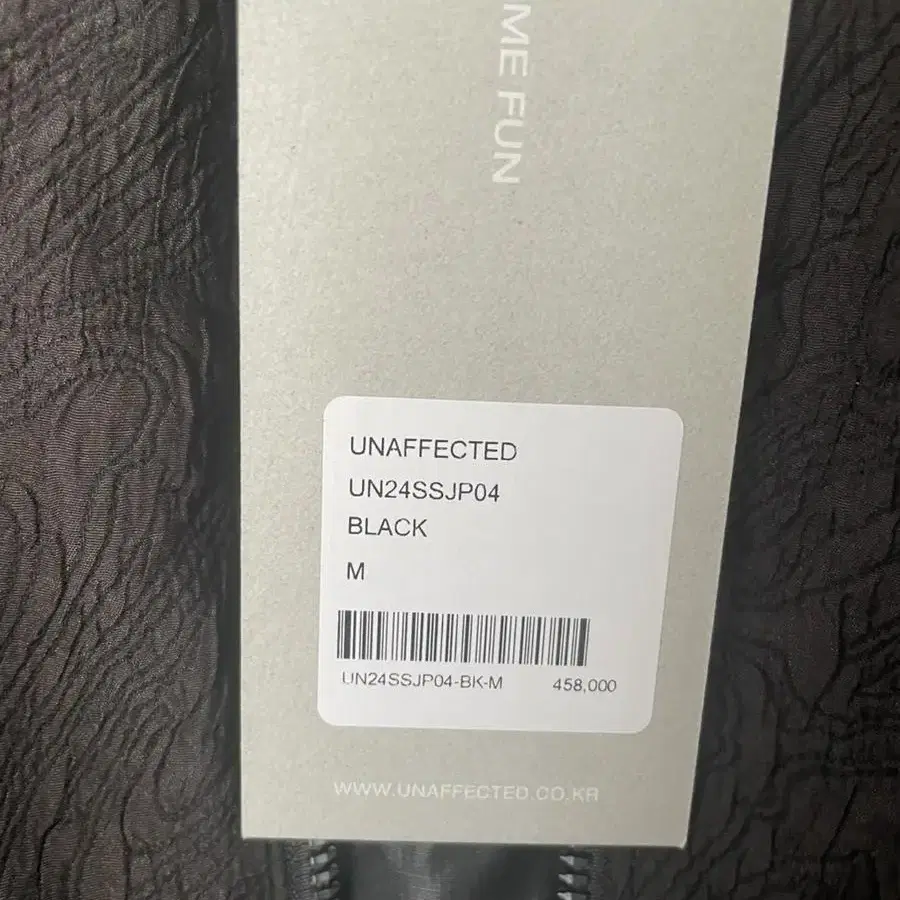 ME FUN
UNAFFECTED
UN24SSJP04
BLACK
M
UN24SSJP04-BK-M 458,000
WWW.UNAFFECTED.CO.KR